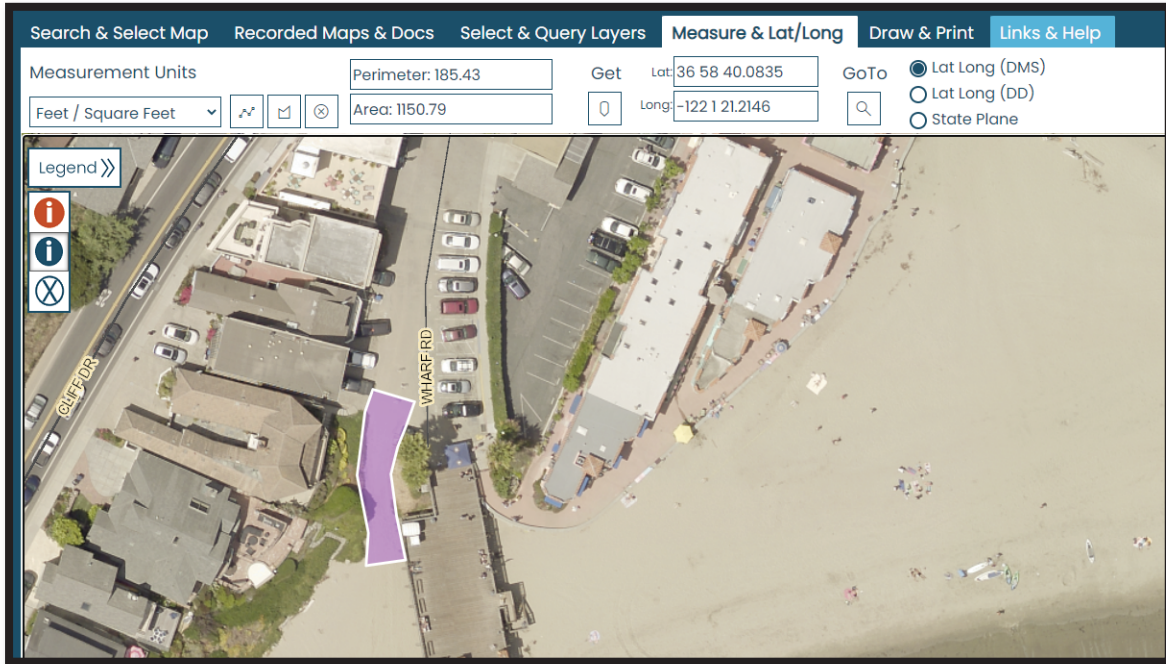 Search & Select Map Recorded Maps & Docs Select & Query Layers Measure & Lat/Long Draw & Print Links & Help
Measurement Units
Feet / Square Feet
Perimeter: 185.43
Area: 1150.79
Get
Lat: 36 58 40.0835
Long: -122 1 21.2146
GoTo
Lat Long (DMS)
Lat Long (DD)
State Plane
Legend
CLIFF DR
WHARF RD